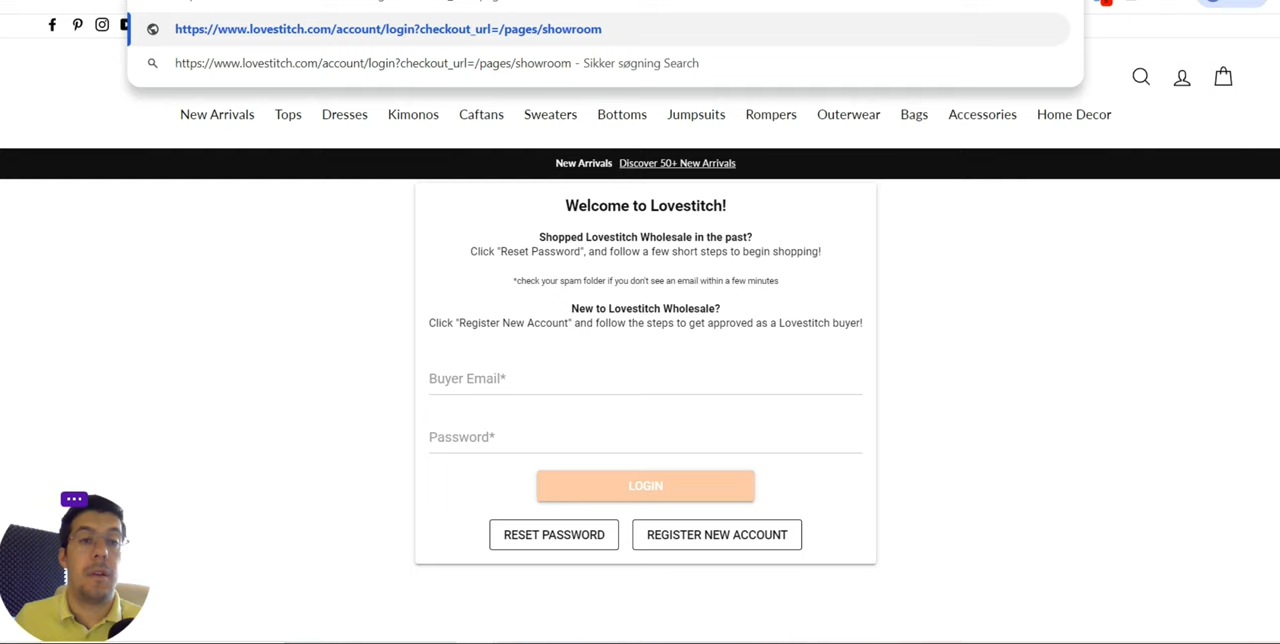 https://www.lovestitch.com/account/login?checkout_url=/pages/showroom
https://www.lovestitch.com/account/login?checkout_url=/pages/showroom - Sikker søgning Search
New Arrivals Tops Dresses Kimonos Caftans Sweaters Bottoms Jumpsuits Rompers Outerwear Bags Accessories Home Decor
New Arrivals Discover 50+ New Arrivals
Welcome to Lovestitch!
Shopped Lovestitch Wholesale in the past?
Click "Reset Password", and follow a few short steps to begin shopping!
*check your spam folder if you don't see an email within a few minutes
New to Lovestitch Wholesale?
Click "Register New Account" and follow the steps to get approved as a Lovestitch buyer!
Buyer Email*
Password*
LOGIN
RESET PASSWORD REGISTER NEW ACCOUNT